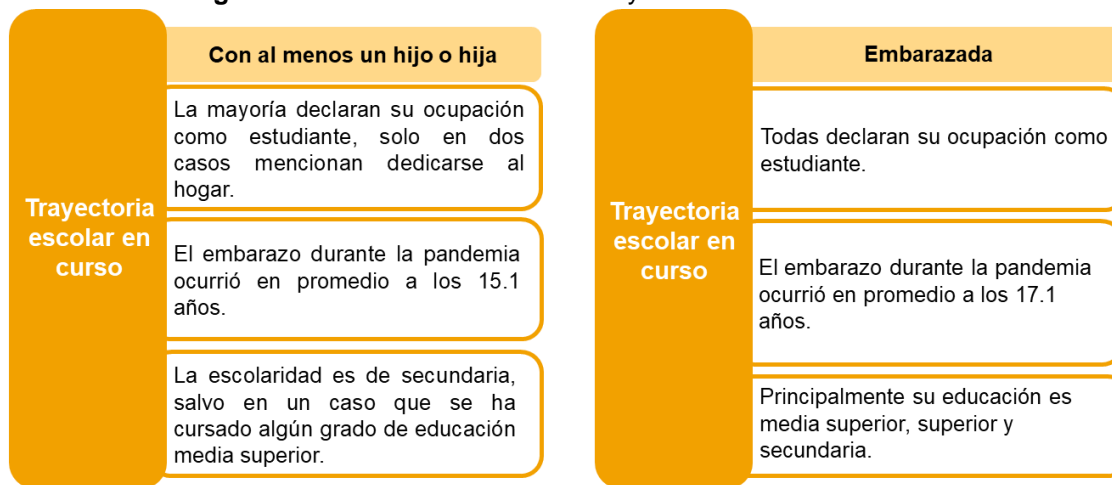 Con al menos un hijo o hija
La mayoría declaran su ocupación
como estudiante, solo en dos
casos mencionan dedicarse al
hogar.
Trayectoria
escolar en
curso
El embarazo durante la pandemia
ocurrió en promedio a los 15.1
años.
La escolaridad es de secundaria,
salvo en un caso que se ha
cursado algún grado de educación
media superior.
Embarazada
Todas declaran su ocupación como
estudiante.
Trayectoria
escolar en
curso
El embarazo durante la pandemia
ocurrió en promedio a los 17.1
años.
Principalmente su educación es
media superior, superior y
secundaria.